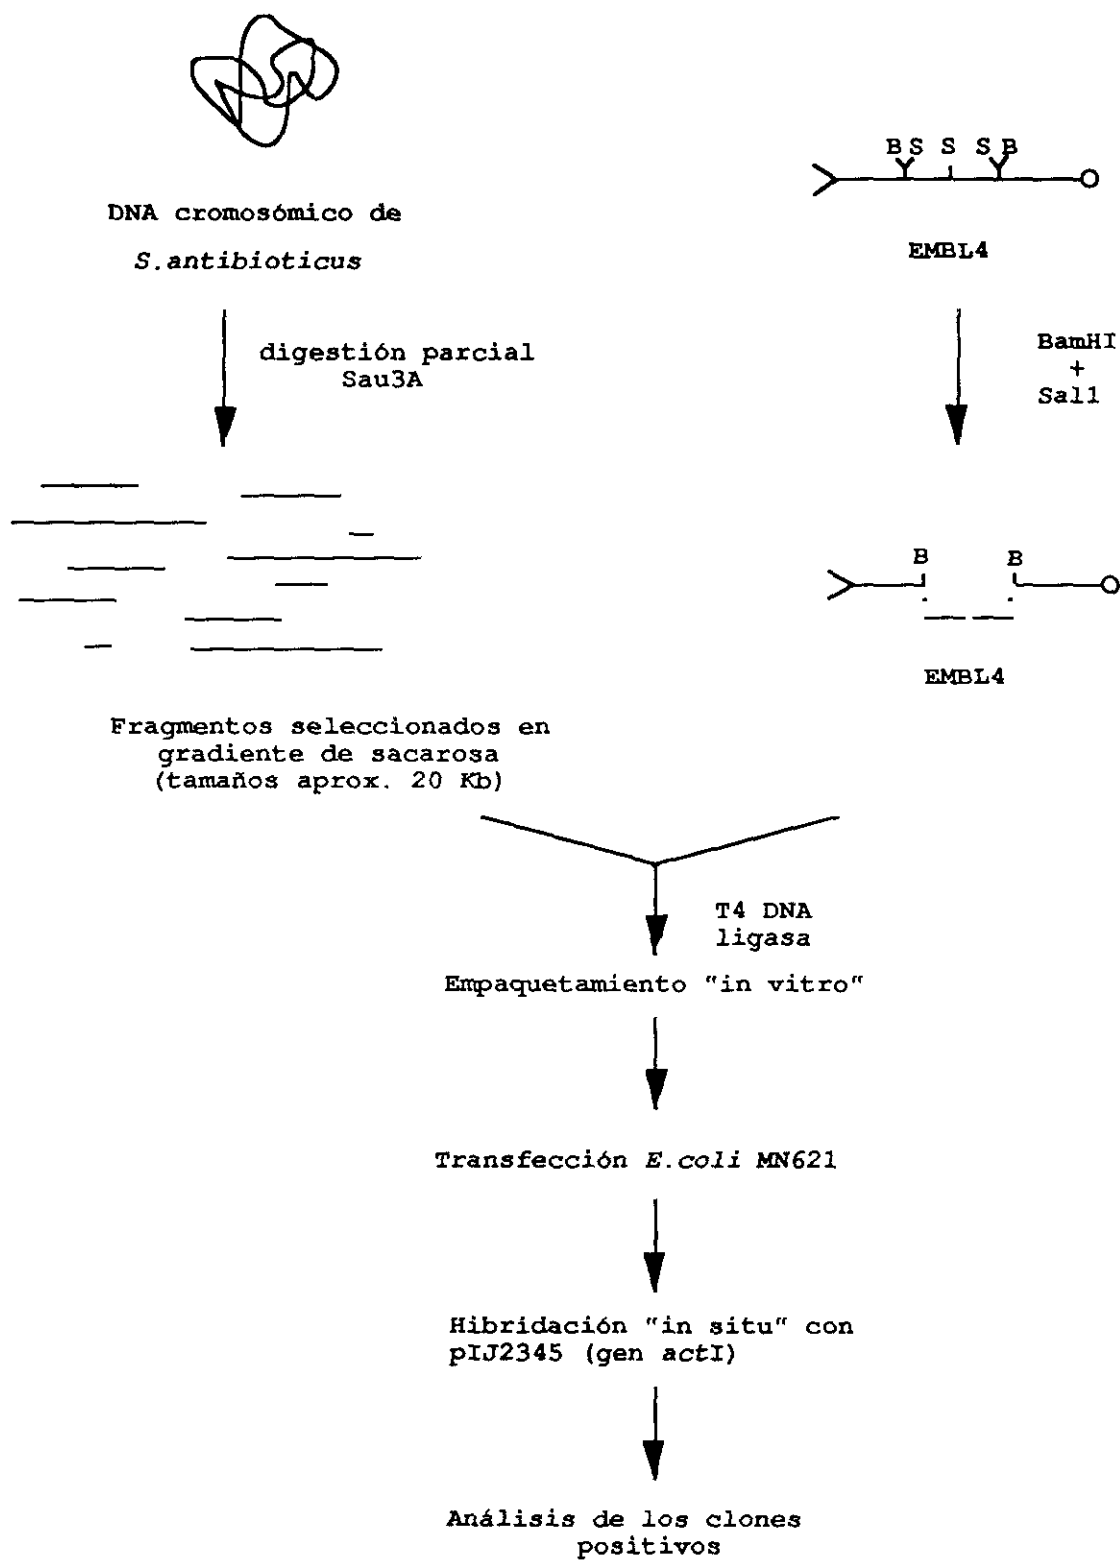 DNA cromosómico de
S.antibioticus
digestión parcial
Sau3A
Fragmentos seleccionados en
gradiente de sacarosa
(tamaños aprox. 20 Kb)
B S S S B
EMBL4
BamHI
+
Sal1
B B
EMBL4
T4 DNA
ligasa
Empaquetamiento "in vitro"
Transfección E.coli MN621
Hibridación "in situ" con
pIJ2345 (gen actI)
Análisis de los clones
positivos